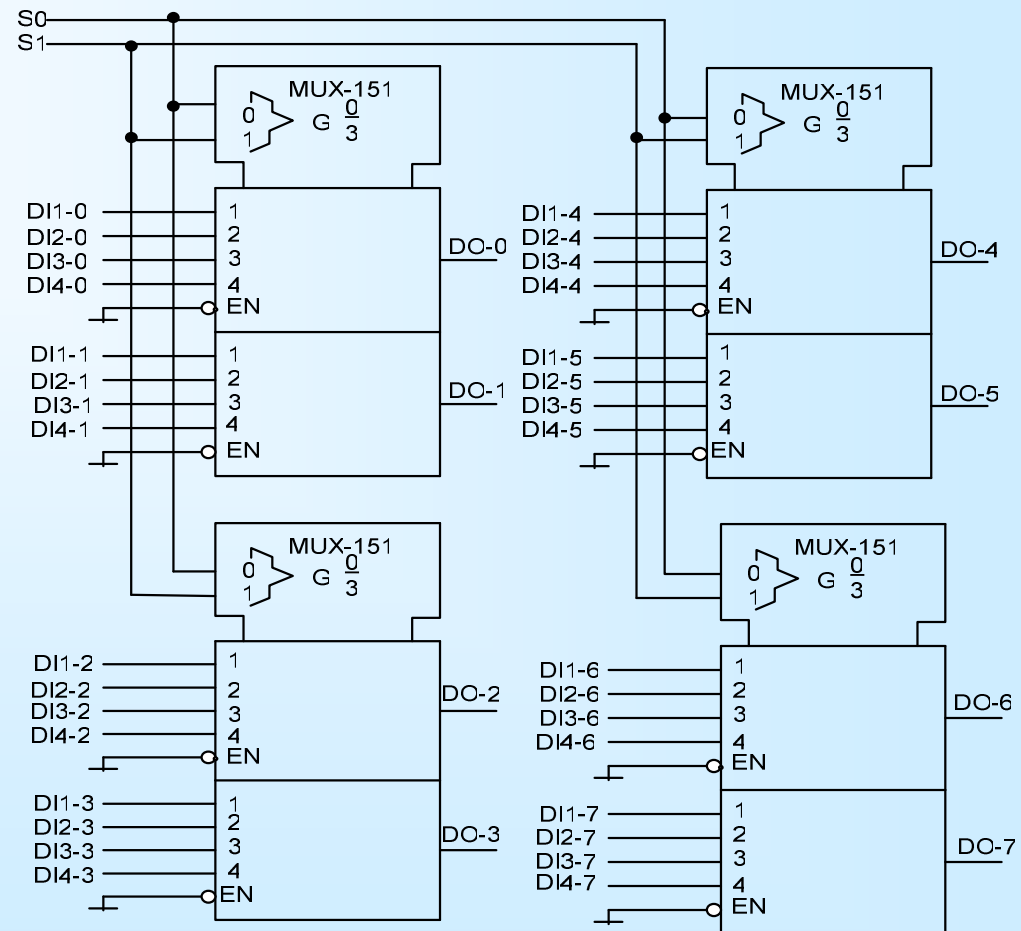 S0
S1
MUX-151
0
1
G 0/3
DI1-0 1
DI2-0 2
DI3-0 3
DI4-0 4
EN
DO-0
DI1-1 1
DI2-1 2
DI3-1 3
DI4-1 4
EN
DO-1
MUX-151
0
1
G 0/3
DI1-2 1
DI2-2 2
DI3-2 3
DI4-2 4
EN
DO-2
DI1-3 1
DI2-3 2
DI3-3 3
DI4-3 4
EN
DO-3
MUX-151
0
1
G 0/3
DI1-4 1
DI2-4 2
DI3-4 3
DI4-4 4
EN
DO-4
DI1-5 1
DI2-5 2
DI3-5 3
DI4-5 4
EN
DO-5
MUX-151
0
1
G 0/3
DI1-6 1
DI2-6 2
DI3-6 3
DI4-6 4
EN
DO-6
DI1-7 1
DI2-7 2
DI3-7 3
DI4-7 4
EN
DO-7